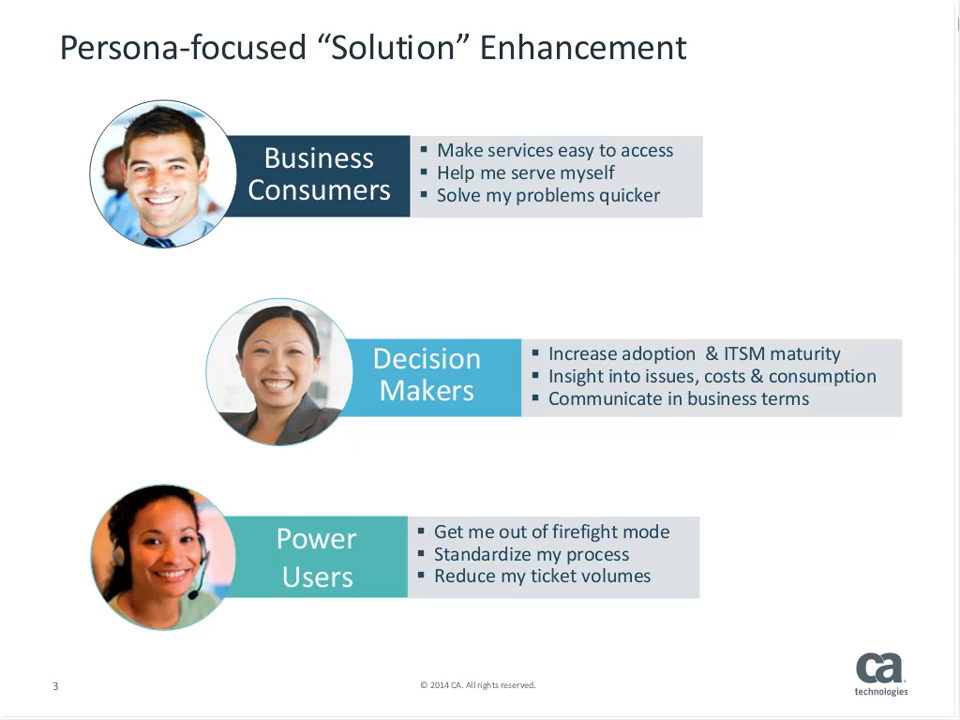 Persona-focused “Solution” Enhancement
Business
Consumers
▪ Make services easy to access
▪ Help me serve myself
▪ Solve my problems quicker
Decision
Makers
▪ Increase adoption & ITSM maturity
▪ Insight into issues, costs & consumption
▪ Communicate in business terms
Power
Users
▪ Get me out of firefight mode
▪ Standardize my process
▪ Reduce my ticket volumes
3
© 2014 CA. All rights reserved.
ca
technologies